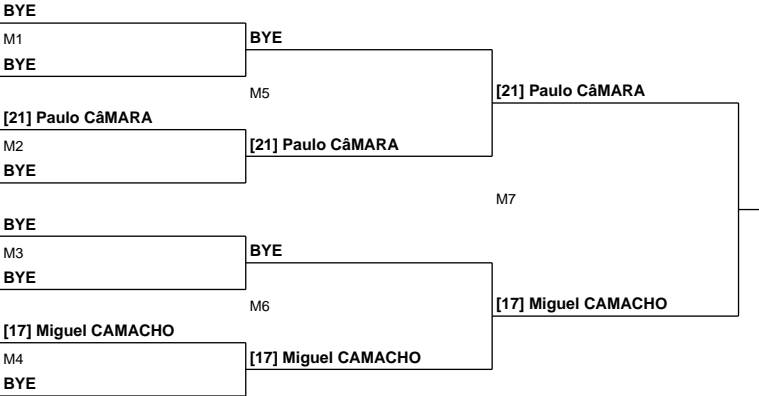 BYE
M1
BYE
BYE
M5
[21] Paulo CâMARA
[21] Paulo CâMARA
M2
[21] Paulo CâMARA
BYE
M7
BYE
M3
BYE
BYE
M6
[17] Miguel CAMACHO
[17] Miguel CAMACHO
M4
[17] Miguel CAMACHO
BYE